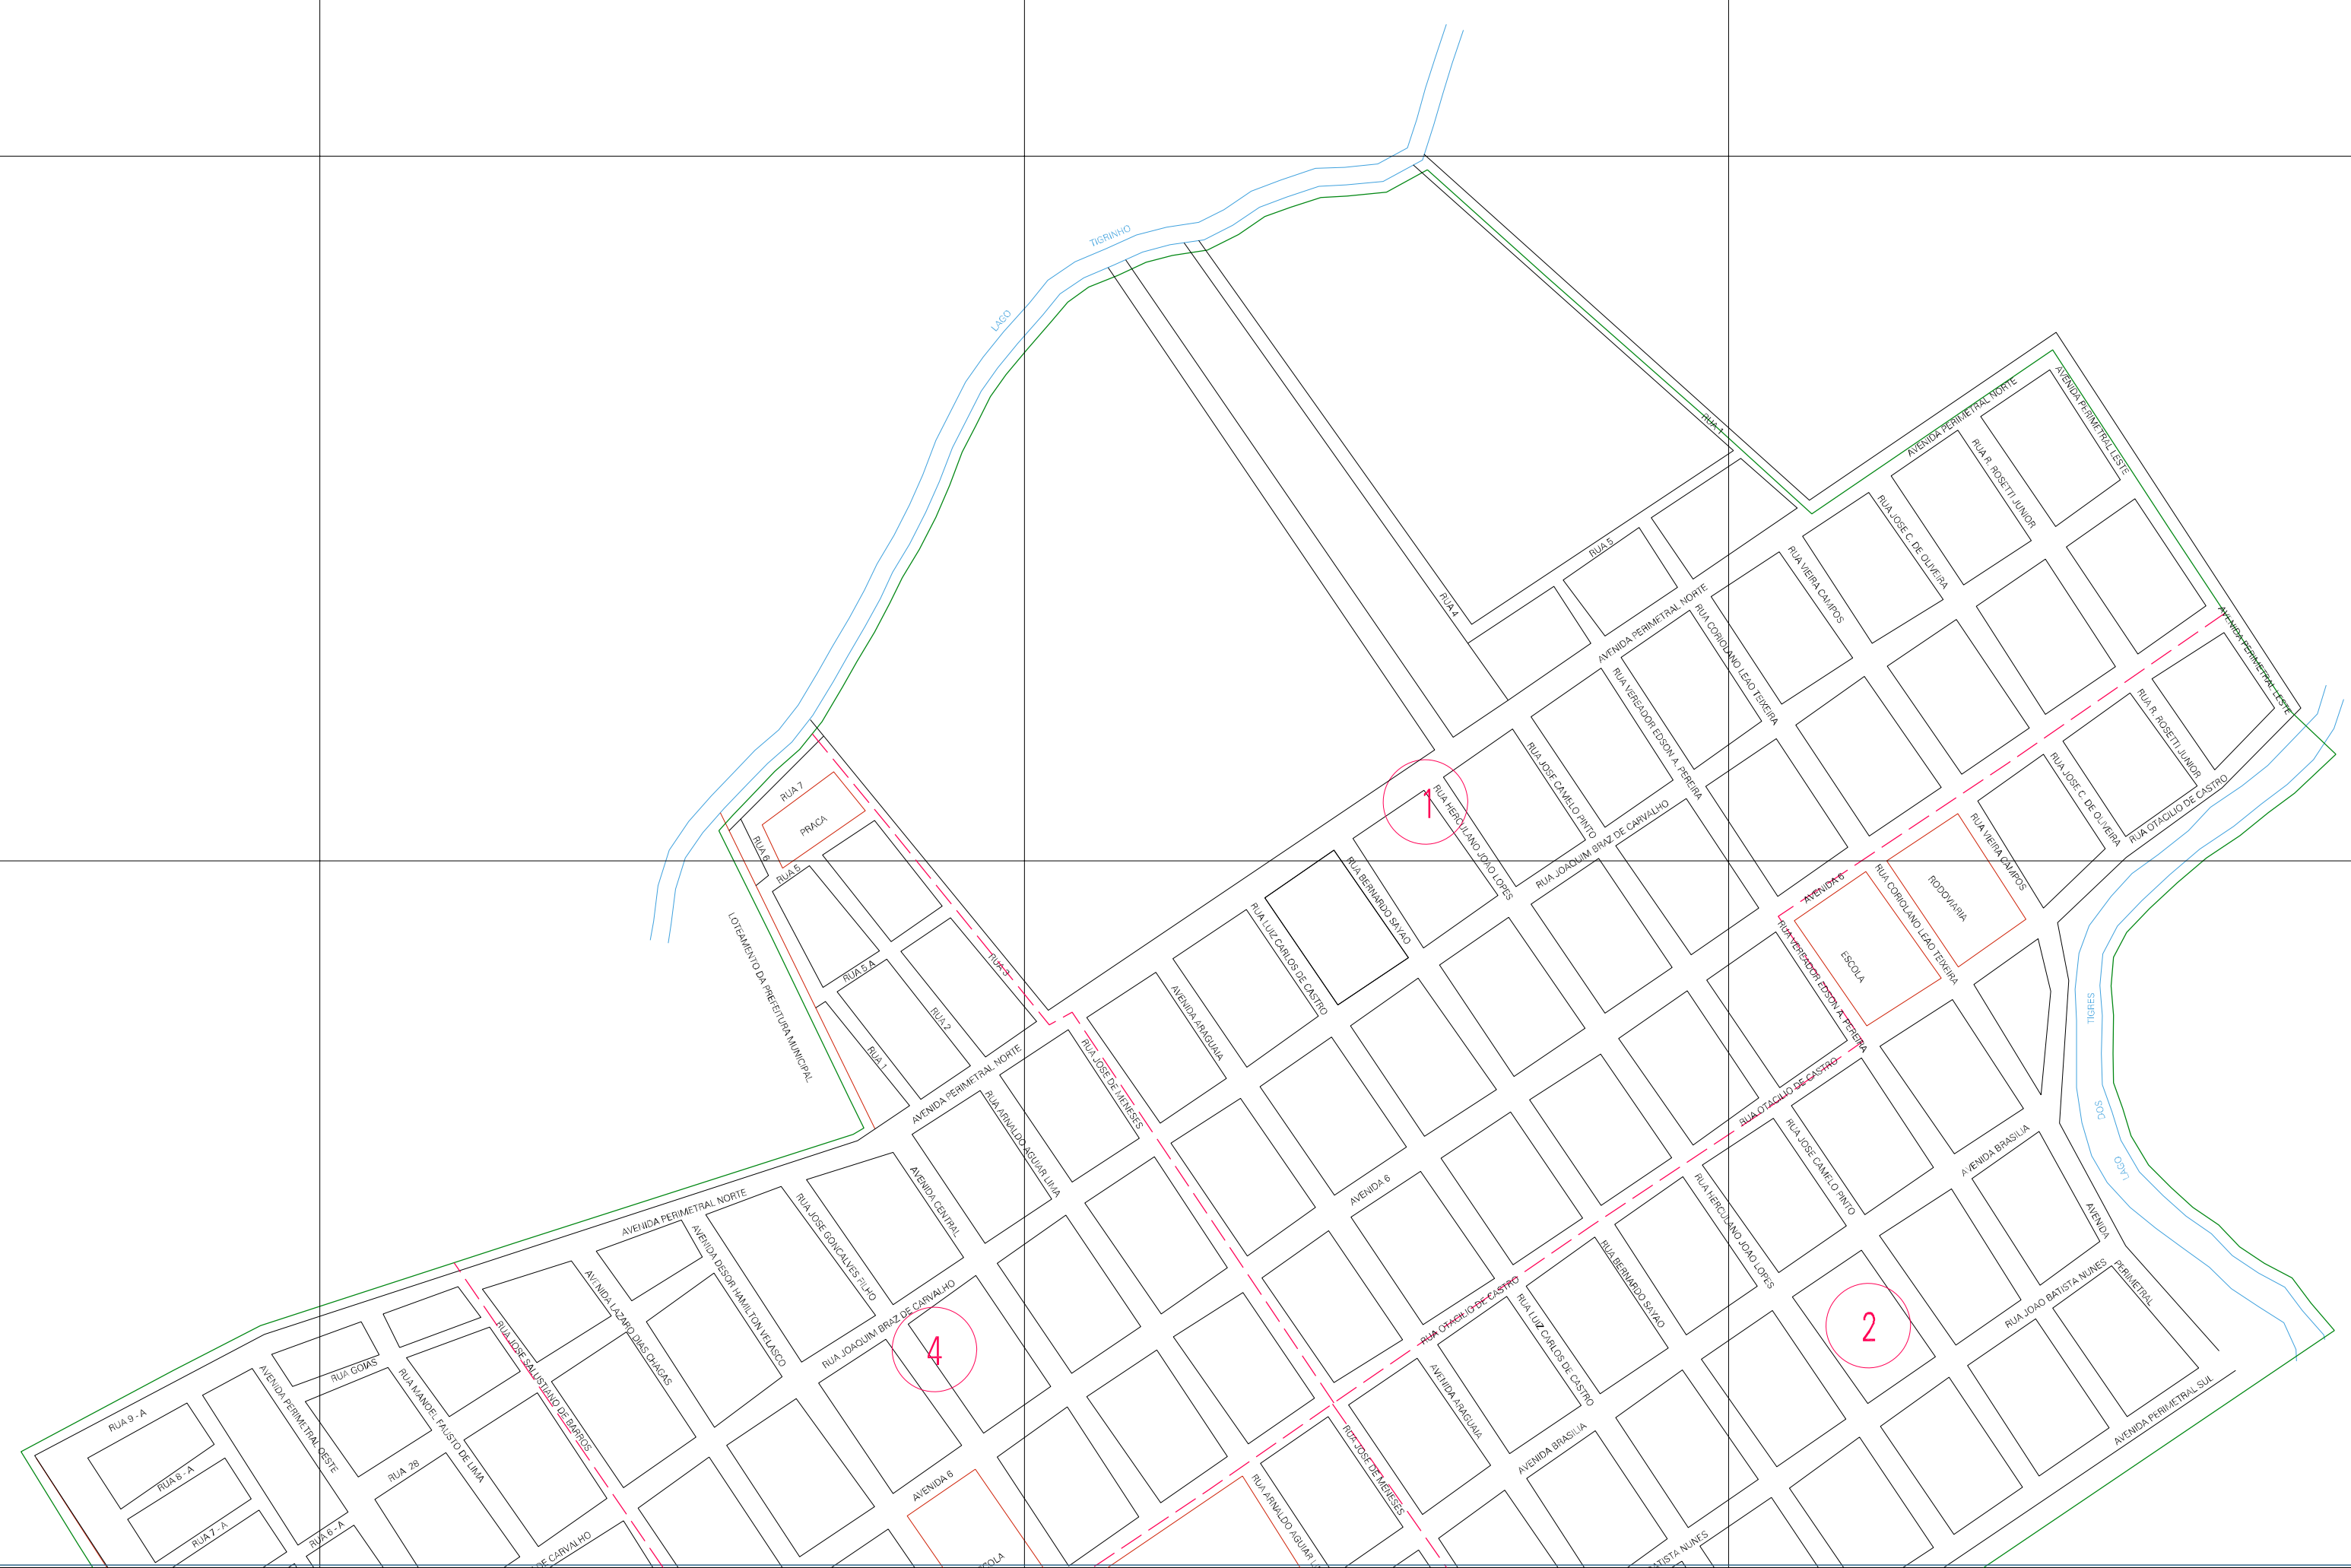 TIGRINHO
LAGO
RUA 1
AVENIDA PERIMETRAL NORTE
AVENIDA PERIMETRAL LESTE
RUA R. ROSETTI JUNIOR
RUA JOSE C. DE OLIVEIRA
RUA 5
RUA VIEIRA CAMPOS
RUA 4
AVENIDA PERIMETRAL NORTE
RUA CORIOLANO LEAO TEIXEIRA
AVENIDA PERIMETRAL LESTE
RUA VEREADOR EDSON A. PEREIRA
RUA R. ROSETTI JUNIOR
RUA JOSE CAMELO PINTO
RUA JOSE C. DE OLIVEIRA
RUA OTACILIO DE CASTRO
1
RUA HERCULANO JOAO LOPES
RUA JOAQUIM BRAZ DE CARVALHO
RUA 7
PRACA
RUA 6
RUA 5
RUA VIEIRA CAMPOS
AVENIDA 6
RUA CORIOLANO LEAO TEIXEIRA
RODOVIARIA
RUA BERNARDO SAYAO
RUA LUIZ CARLOS DE CASTRO
LOTEAMENTO DA PREFEITURA MUNICIPAL
RUA VEREADOR EDSON A. PEREIRA
ESCOLA
RUA 3
RUA 5 A
RUA 2
AVENIDA ARAGUAIA
TIGRES
RUA 1
AVENIDA PERIMETRAL NORTE
RUA JOSE DE MENESES
RUA OTACILIO DE CASTRO
DOS
RUA ARNALDO AGUIAR LIMA
RUA JOSE CAMELO PINTO
AVENIDA BRASILIA
LAGO
AVENIDA CENTRAL
AVENIDA 6
RUA HERCULANO JOAO LOPES
AVENIDA PERIMETRAL NORTE
RUA JOSE GONCALVES FILHO
AVENIDA DESOR HAMILTON VELASCO
AVENIDA
PERIMETRAL
RUA BERNARDO SAYAO
AVENIDA LAZARO DIAS CHAGAS
RUA JOAO BATISTA NUNES
2
RUA JOAQUIM BRAZ DE CARVALHO
4
RUA OTACILIO DE CASTRO
RUA LUIZ CARLOS DE CASTRO
RUA JOSE SALUSTIANO DE BARROS
RUA GOIAS
AVENIDA PERIMETRAL OESTE
RUA MANOEL FAUSTO DE LIMA
AVENIDA ARAGUAIA
RUA 9 - A
AVENIDA PERIMETRAL SUL
RUA JOSE DE MENESES
AVENIDA BRASILIA
RUA 28
RUA 8 - A
AVENIDA 6
RUA ARNALDO AGUIAR L
RUA 7 - A
RUA 6 - A
DE CARVALHO
COLA
ATISTA NUNES